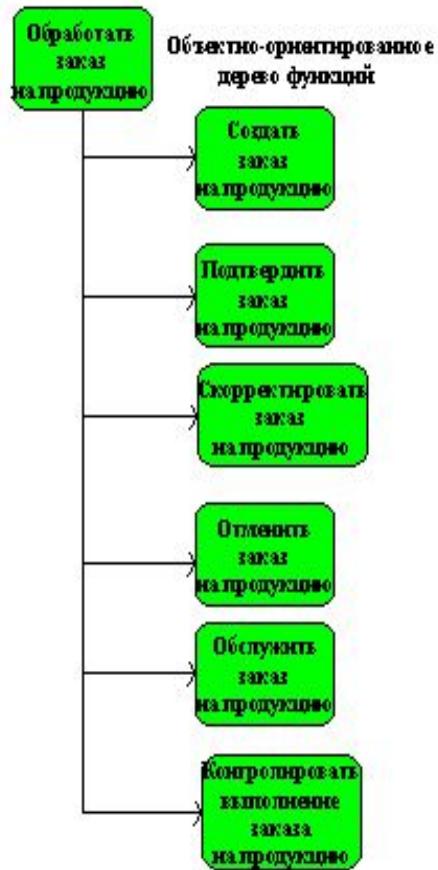 Обработать
заказ
на продукцию
Объектно-ориентированное
дерево функций
Создать
заказ
на продукцию
Подтвердить
заказ
на продукцию
Скорректировать
заказ
на продукцию
Отменить
заказ
на продукцию
Обслужить
заказ
на продукцию
Контролировать
выполнение
заказа
на продукцию